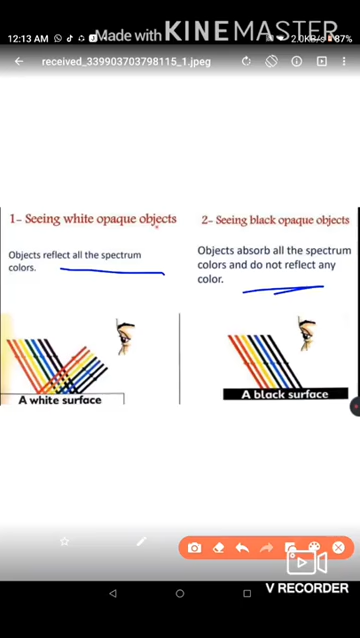 Made with KINEMASTER
12:13 AM
2.0KB/s 87%
received_339903703798115_1.jpeg
1- Seeing white opaque objects
Objects reflect all the spectrum
colors.
A white surface
2- Seeing black opaque objects
Objects absorb all the spectrum
colors and do not reflect any
color.
A black surface
V RECORDER